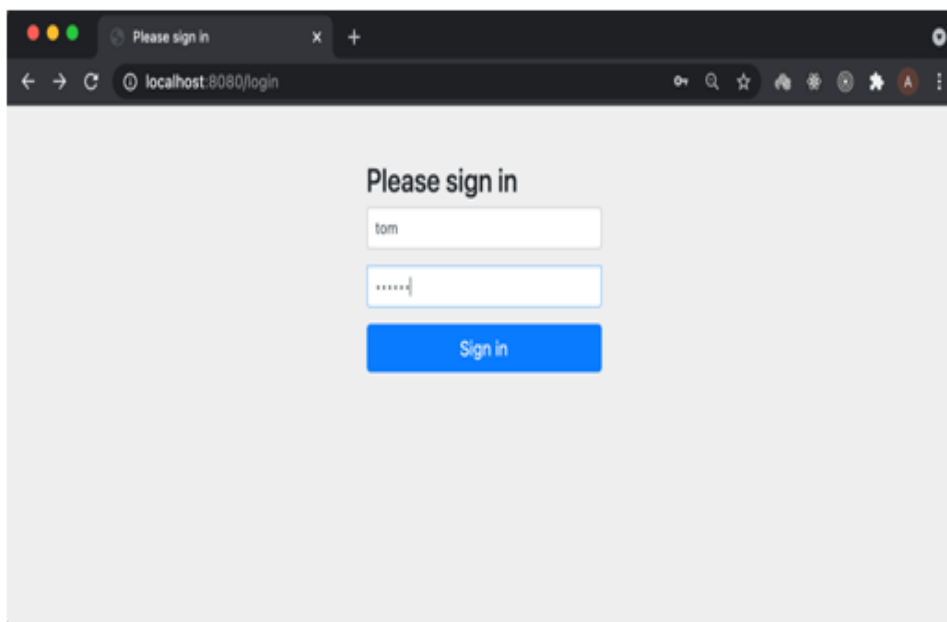 Please sign in
localhost:8080/login
A
Please sign in
tom
••••••
Sign in